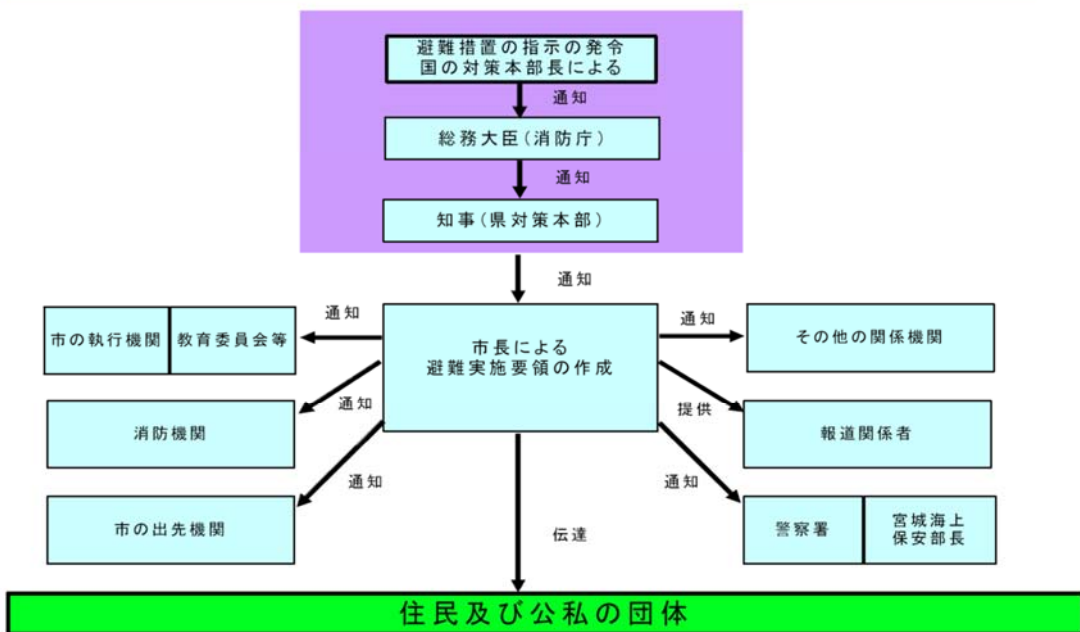 避難措置の指示の発令
国の対策本部長による
通知
総務大臣(消防庁)
通知
知事(県対策本部)
通知
市の執行機関
教育委員会等
通知
市長による
避難実施要領の作成
通知
その他の関係機関
消防機関
通知
提供
報道関係者
市の出先機関
通知
通知
警察署
宮城海上
保安部長
伝達
住民及び公私の団体